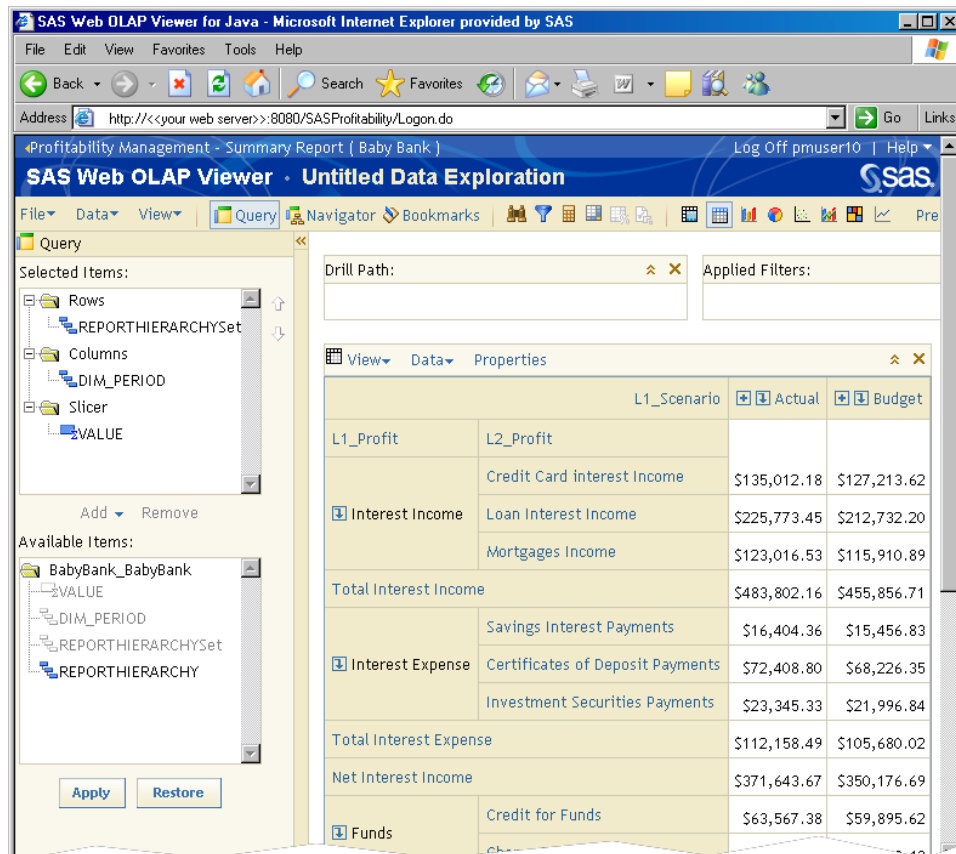 SAS Web OLAP Viewer for Java - Microsoft Internet Explorer provided by SAS
File Edit View Favorites Tools Help
Back Search Favorites
Address http://<<your web server>>:8080/SASProfitability/Logon.do Go Links
Profitability Management - Summary Report ( Baby Bank ) Log Off pmuser10 | Help
SAS Web OLAP Viewer · Untitled Data Exploration sas.
File Data View Query Navigator Bookmarks Pre
Query
Selected Items:
Rows
REPORTHIERARCHYSet
Columns
DIM_PERIOD
Slicer
VALUE
Add Remove
Available Items:
BabyBank_BabyBank
VALUE
DIM_PERIOD
REPORTHIERARCHYSet
REPORTHIERARCHY
Apply Restore
Drill Path: Applied Filters:
View Data Properties
L1_Scenario Actual Budget
L1_Profit L2_Profit
Credit Card interest Income $135,012.18 $127,213.62
Interest Income Loan Interest Income $225,773.45 $212,732.20
Mortgages Income $123,016.53 $115,910.89
Total Interest Income $483,802.16 $455,856.71
Savings Interest Payments $16,404.36 $15,456.83
Interest Expense Certificates of Deposit Payments $72,408.80 $68,226.35
Investment Securities Payments $23,345.33 $21,996.84
Total Interest Expense $112,158.49 $105,680.02
Net Interest Income $371,643.67 $350,176.69
Credit for Funds $63,567.38 $59,895.62
Funds